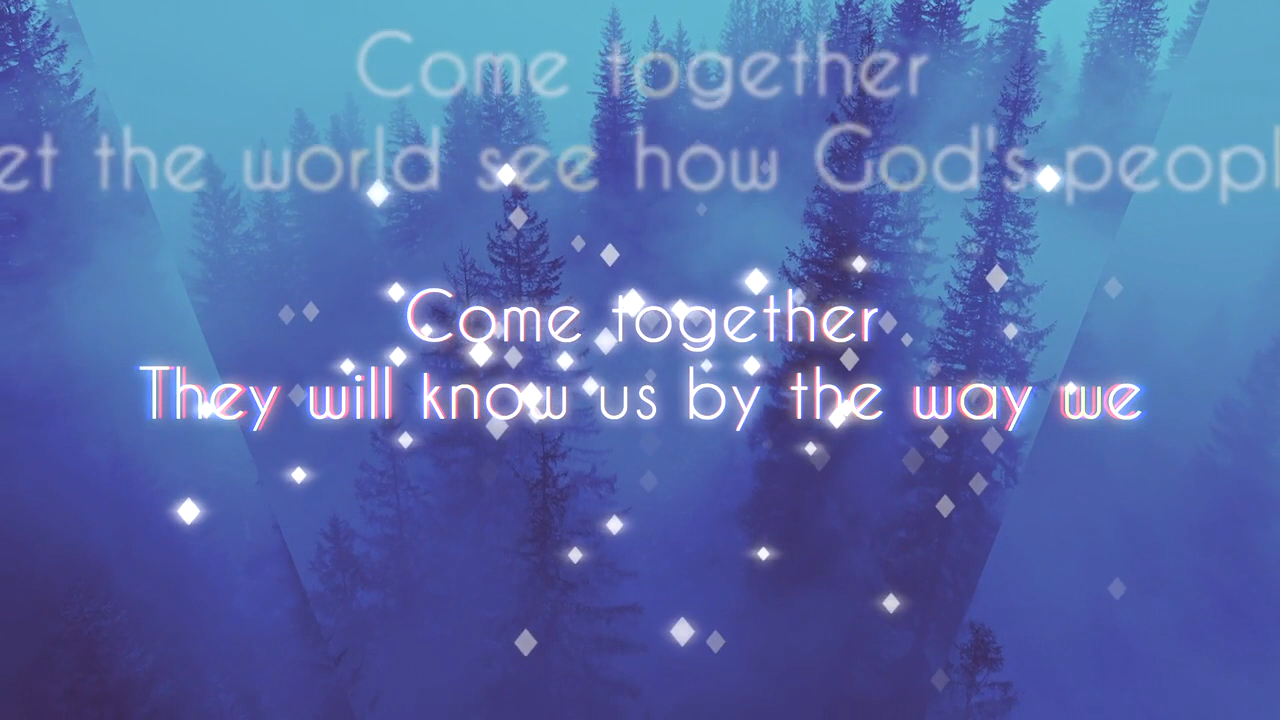 Come together
et the world see how God's peopl
Come together
They will know us by the way we